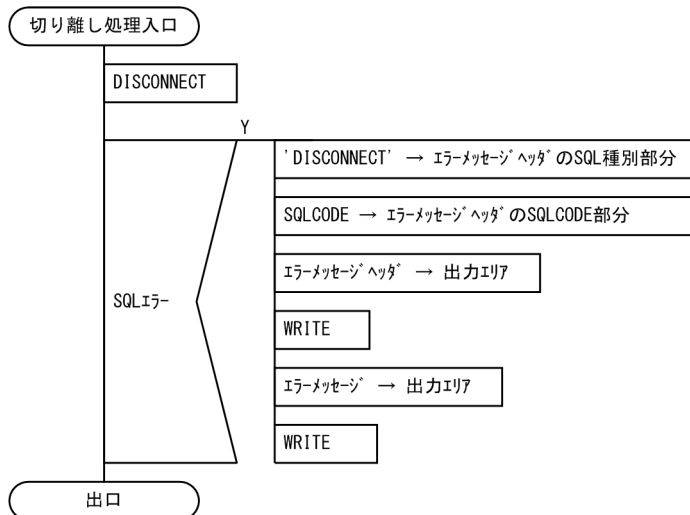 切り離し処理入口
DISCONNECT
Y
'DISCONNECT' → ｴﾗｰﾒｯｾｰｼﾞﾍｯﾀﾞのSQL種別部分
SQLCODE → ｴﾗｰﾒｯｾｰｼﾞﾍｯﾀﾞのSQLCODE部分
ｴﾗｰﾒｯｾｰｼﾞﾍｯﾀﾞ → 出力ｴﾘｱ
SQLｴﾗｰ
WRITE
ｴﾗｰﾒｯｾｰｼﾞ → 出力ｴﾘｱ
WRITE
出口